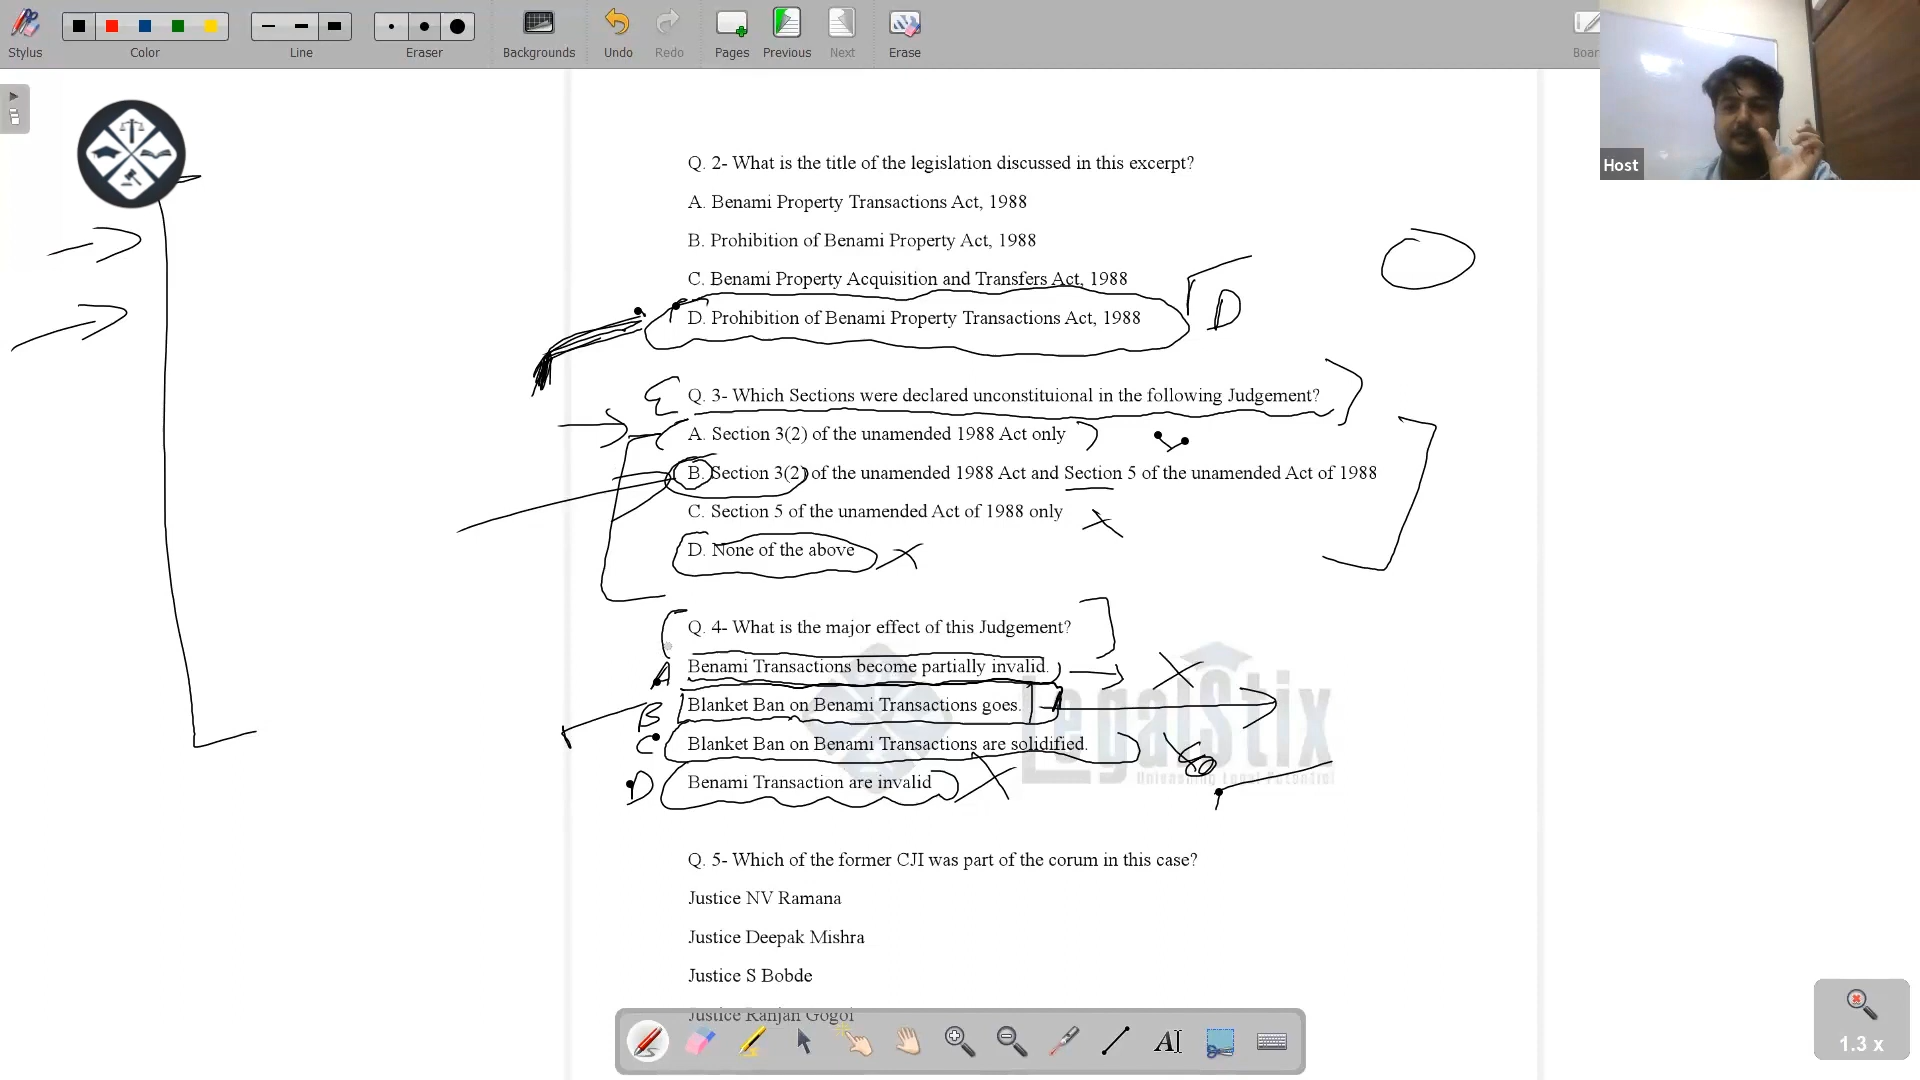 Stylus
Color
Line
Eraser
Backgrounds
Undo
Redo
Pages
Previous
Next
Erase
Boar
Host
Q. 2- What is the title of the legislation discussed in this excerpt?
A. Benami Property Transactions Act, 1988
B. Prohibition of Benami Property Act, 1988
C. Benami Property Acquisition and Transfers Act, 1988
D. Prohibition of Benami Property Transactions Act, 1988
D
Q. 3- Which Sections were declared unconstituional in the following Judgement?
A. Section 3(2) of the unamended 1988 Act only
B. Section 3(2) of the unamended 1988 Act and Section 5 of the unamended Act of 1988
C. Section 5 of the unamended Act of 1988 only
D. None of the above
Q. 4- What is the major effect of this Judgement?
A Benami Transactions become partially invalid.
B Blanket Ban on Benami Transactions goes.
C Blanket Ban on Benami Transactions are solidified.
D Benami Transaction are invalid
LegalStix
Unleashing Legal Potential
Q. 5- Which of the former CJI was part of the corum in this case?
Justice NV Ramana
Justice Deepak Mishra
Justice S Bobde
Justice Ranjan Gogoi
1.3 x